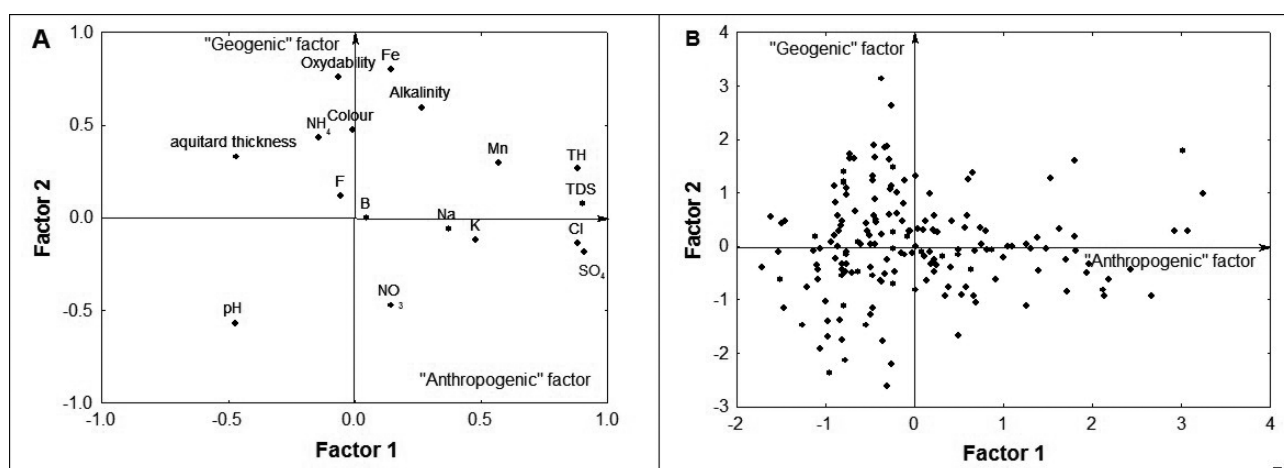 A
"Geogenic" factor
Oxydability
Fe
Alkalinity
NH4
Colour
aquitard thickness
Mn
TH
F
TDS
B
Na
K
Cl
SO4
NO3
pH
"Anthropogenic" factor
1.0
0.5
0.0
-0.5
-1.0
-1.0
-0.5
0.0
0.5
1.0
Factor 2
Factor 1
B
"Geogenic" factor
"Anthropogenic" factor
4
3
2
1
0
-1
-2
-3
-2
-1
0
1
2
3
4
Factor 2
Factor 1